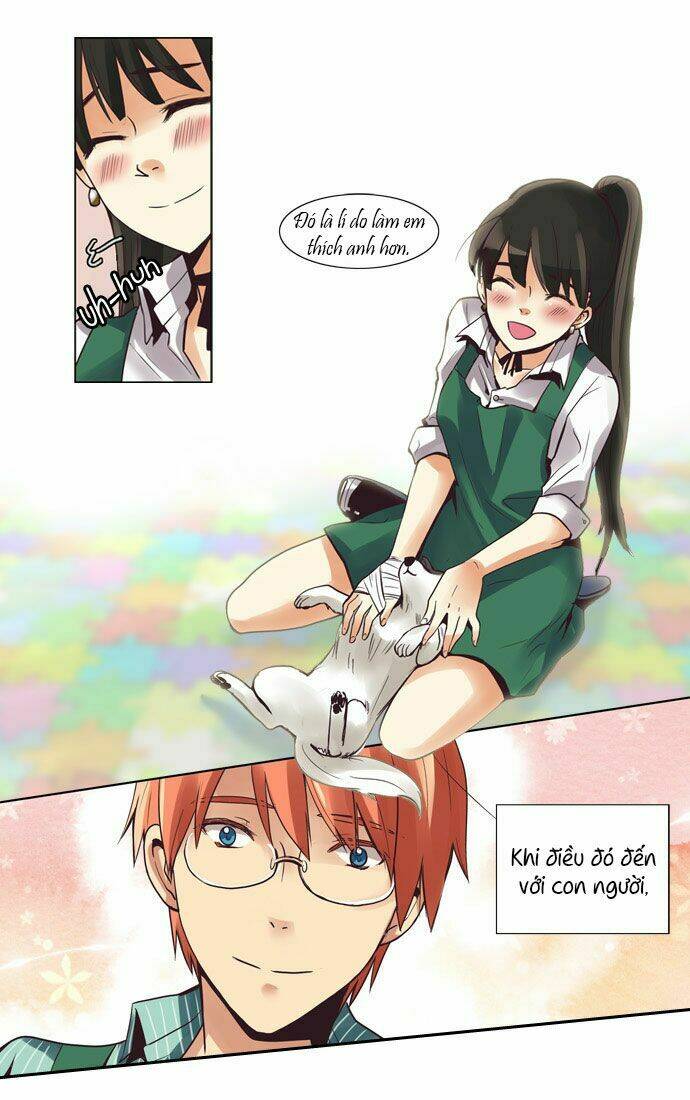 uh-huh
Đó là lí do làm em
thích anh hơn.
Khi điều đó đến
với con người,